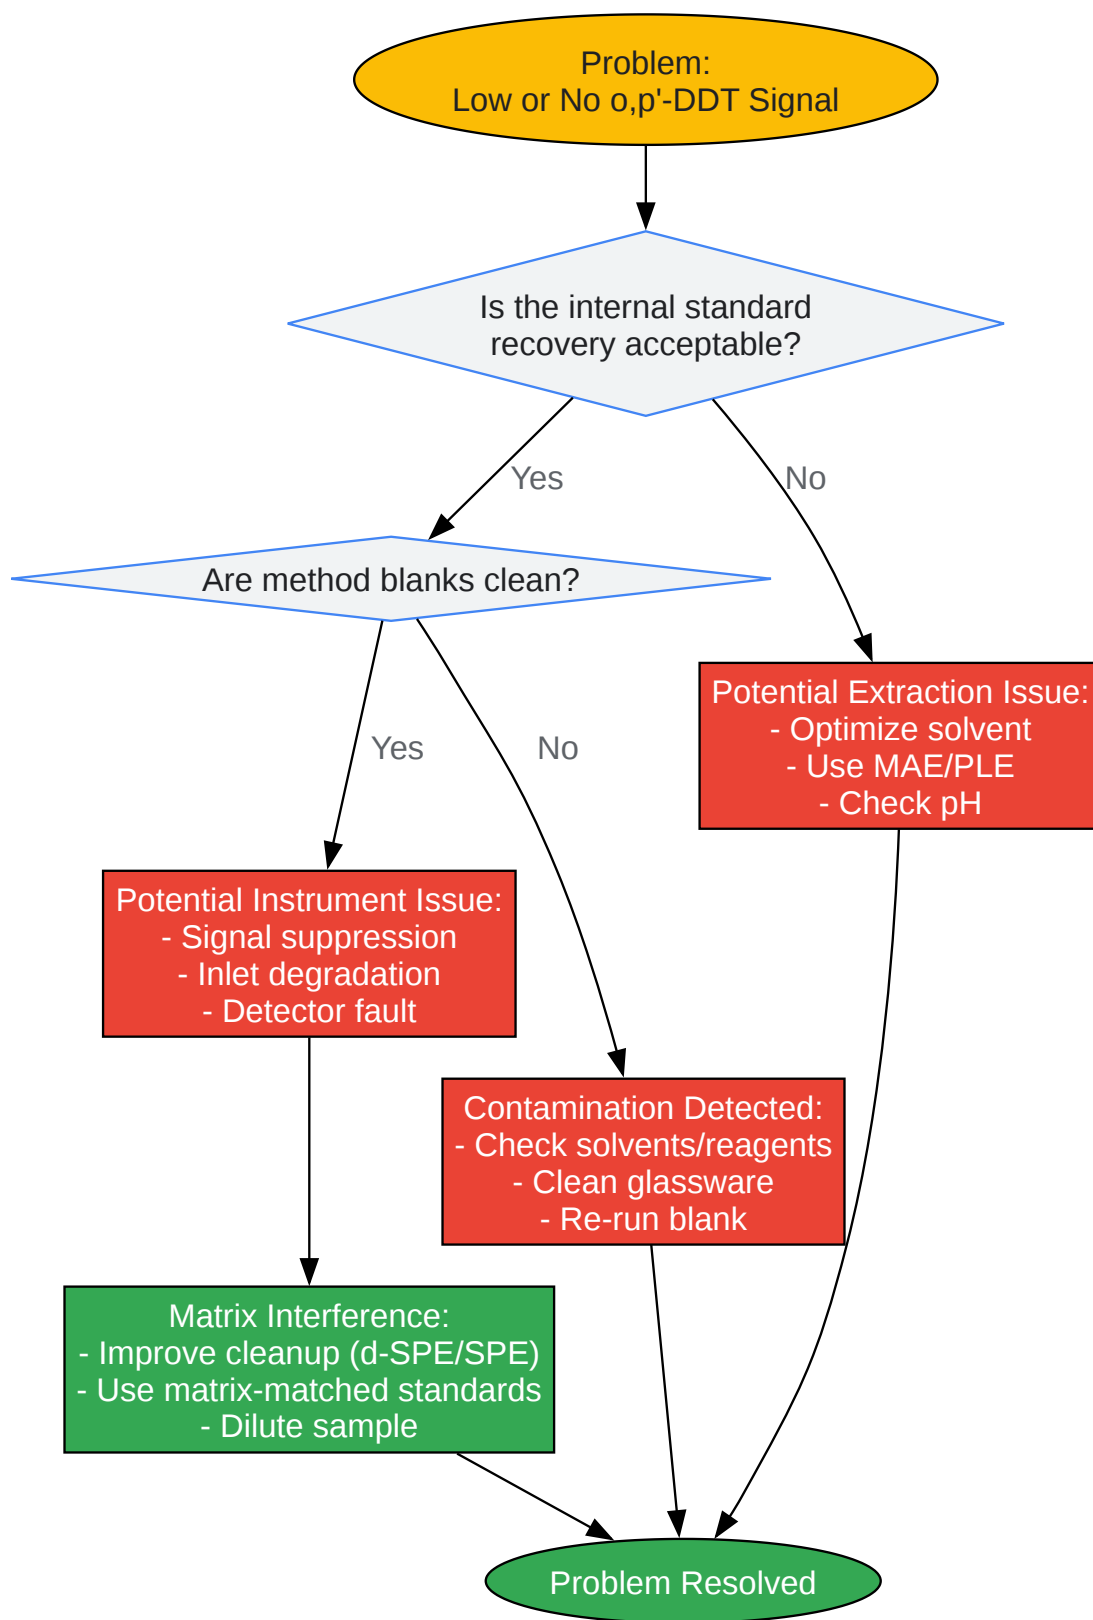 Problem:
Low or No o,p'-DDT Signal
Is the internal standard
recovery acceptable?
Yes
No
Are method blanks clean?
Potential Extraction Issue:
- Optimize solvent
- Use MAE/PLE
- Check pH
Yes
No
Potential Instrument Issue:
- Signal suppression
- Inlet degradation
- Detector fault
Contamination Detected:
- Check solvents/reagents
- Clean glassware
- Re-run blank
Matrix Interference:
- Improve cleanup (d-SPE/SPE)
- Use matrix-matched standards
- Dilute sample
Problem Resolved